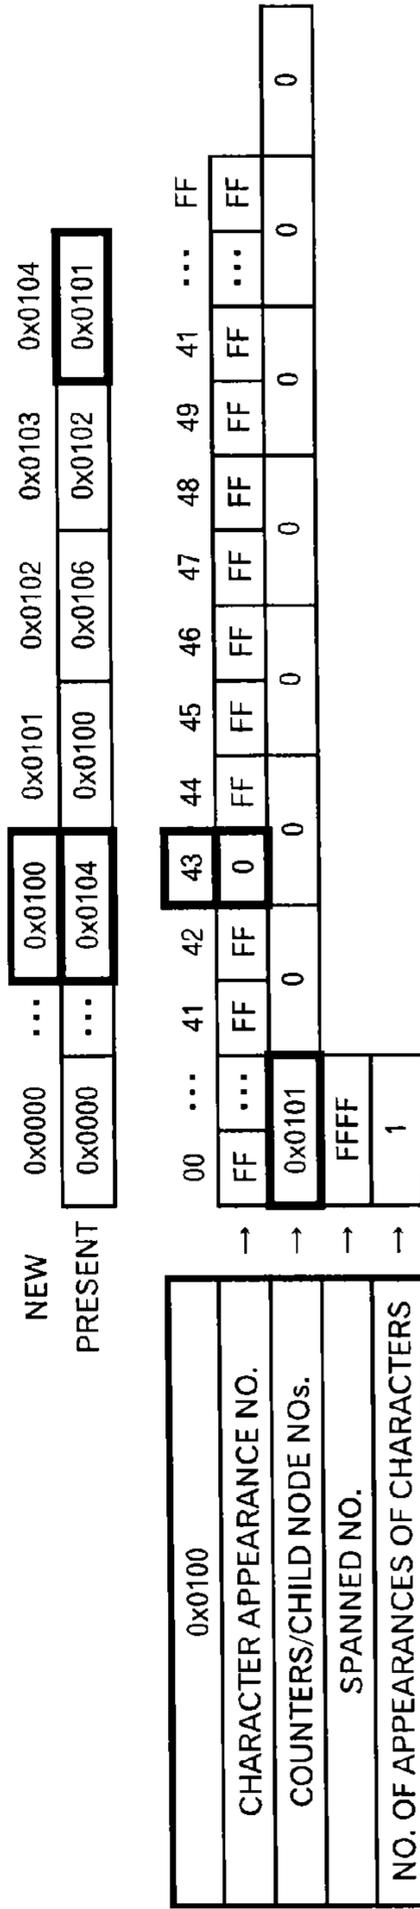 NEW 0x0000 ... 0x0100 0x0101 0x0102 0x0103 0x0104
PRESENT 0x0000 ... 0x0104 0x0100 0x0106 0x0102 0x0101
0x0100 00 ... 41 42 43 44 45 46 47 48 49 41 ... FF
CHARACTER APPEARANCE NO. → FF ... FF FF 0 FF FF FF FF FF FF FF ... FF
COUNTERS/CHILD NODE NOs. → 0x0101 0 0 0 0 0 0 0
SPANNED NO. → FFFF
NO. OF APPEARANCES OF CHARACTERS → 1